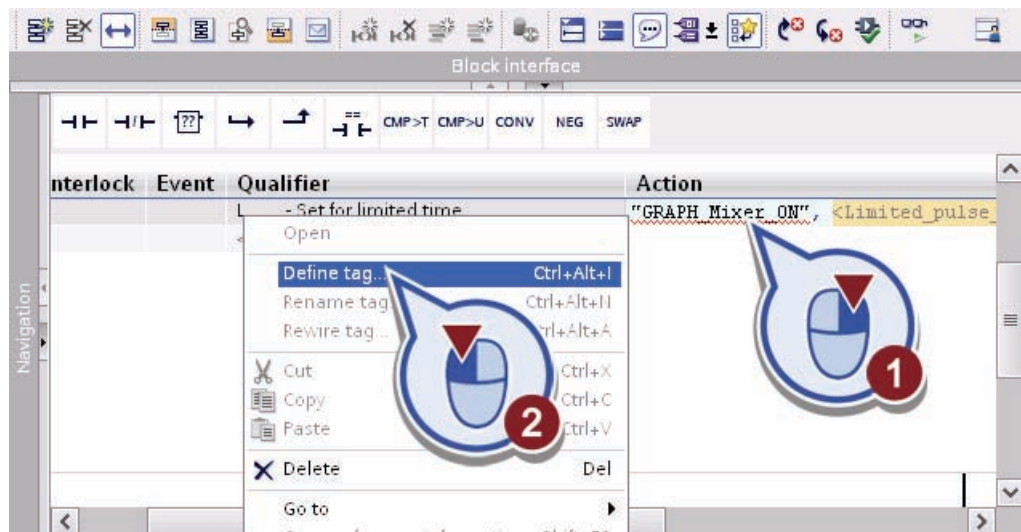 Block interface
?? == CMP>T CMP>U CONV NEG SWAP
nterlock Event Qualifier Action
L - Set for limited time "GRAPH_Mixer_ON", <Limited_pulse_
Open
Define tag... Ctrl+Alt+I
Rename tag Ctrl+Alt+N
Rewire tag... trl+Alt+A
Cut Ctrl+X
Copy Ctrl+C
Paste Ctrl+V
Delete Del
Go to
Navigation
1
2